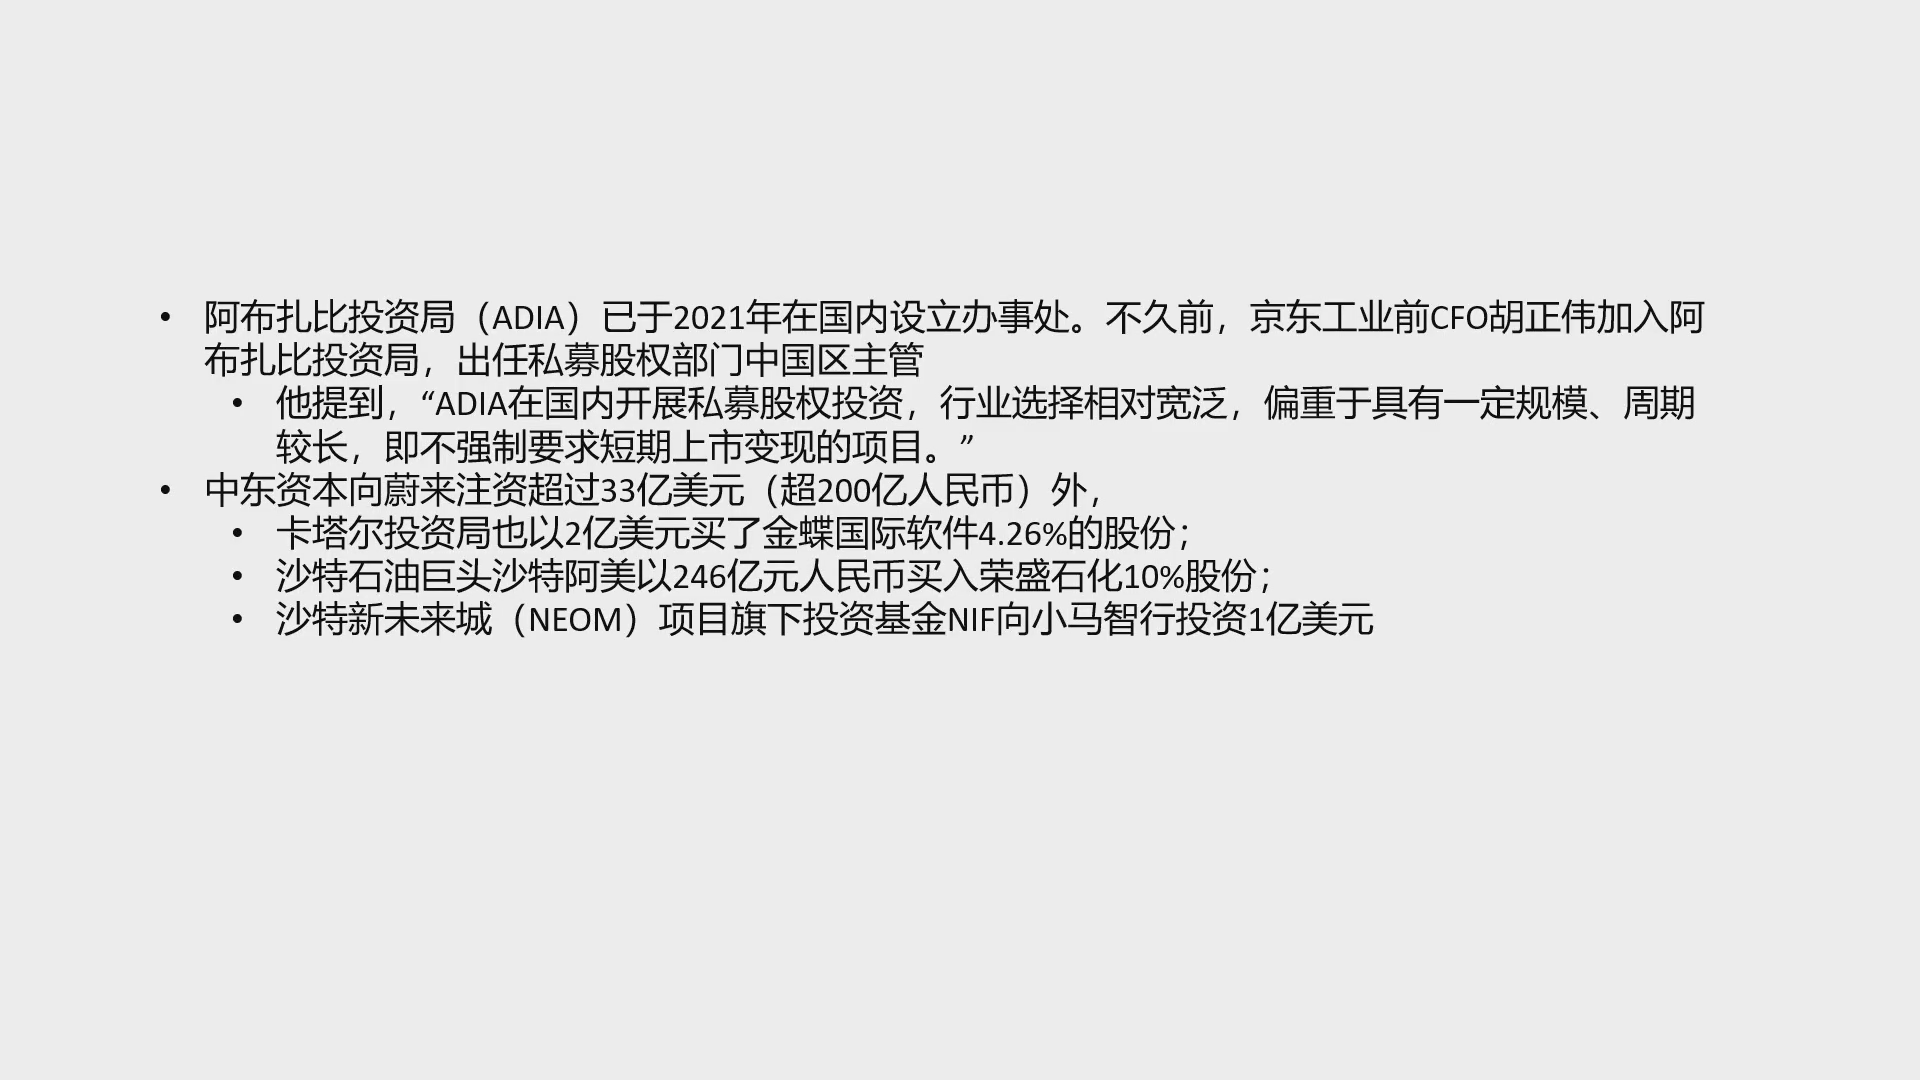 • 阿布扎比投资局（ADIA）已于2021年在国内设立办事处。不久前，京东工业前CFO胡正伟加入阿
布扎比投资局，出任私募股权部门中国区主管
• 他提到，“ADIA在国内开展私募股权投资，行业选择相对宽泛，偏重于具有一定规模、周期
较长，即不强制要求短期上市变现的项目。”
• 中东资本向蔚来注资超过33亿美元（超200亿人民币）外，
• 卡塔尔投资局也以2亿美元买了金蝶国际软件4.26%的股份；
• 沙特石油巨头沙特阿美以246亿元人民币买入荣盛石化10%股份；
• 沙特新未来城（NEOM）项目旗下投资基金NIF向小马智行投资1亿美元